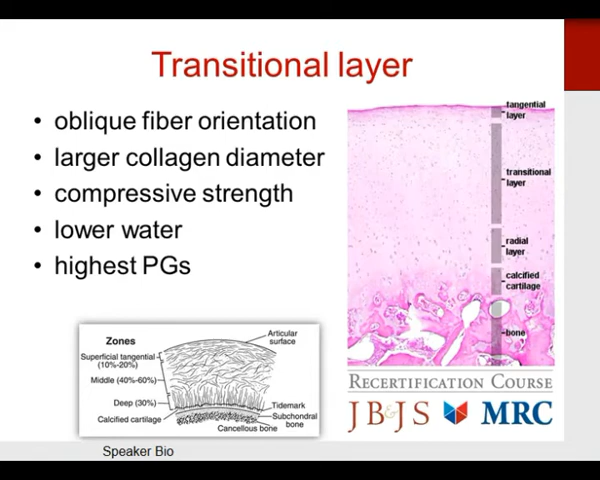 Transitional layer
• oblique fiber orientation
• larger collagen diameter
• compressive strength
• lower water
• highest PGs
tangential
layer
transitional
layer
radial
layer
calcified
cartilage
bone
Zones
Articular
surface
Superficial tangential
(10%-20%)
Middle (40%-60%)
Deep (30%)
Calcified cartilage
Tidemark
Subchondral
bone
Cancellous bone
RECERTIFICATION COURSE
JB&JS MRC
Speaker Bio